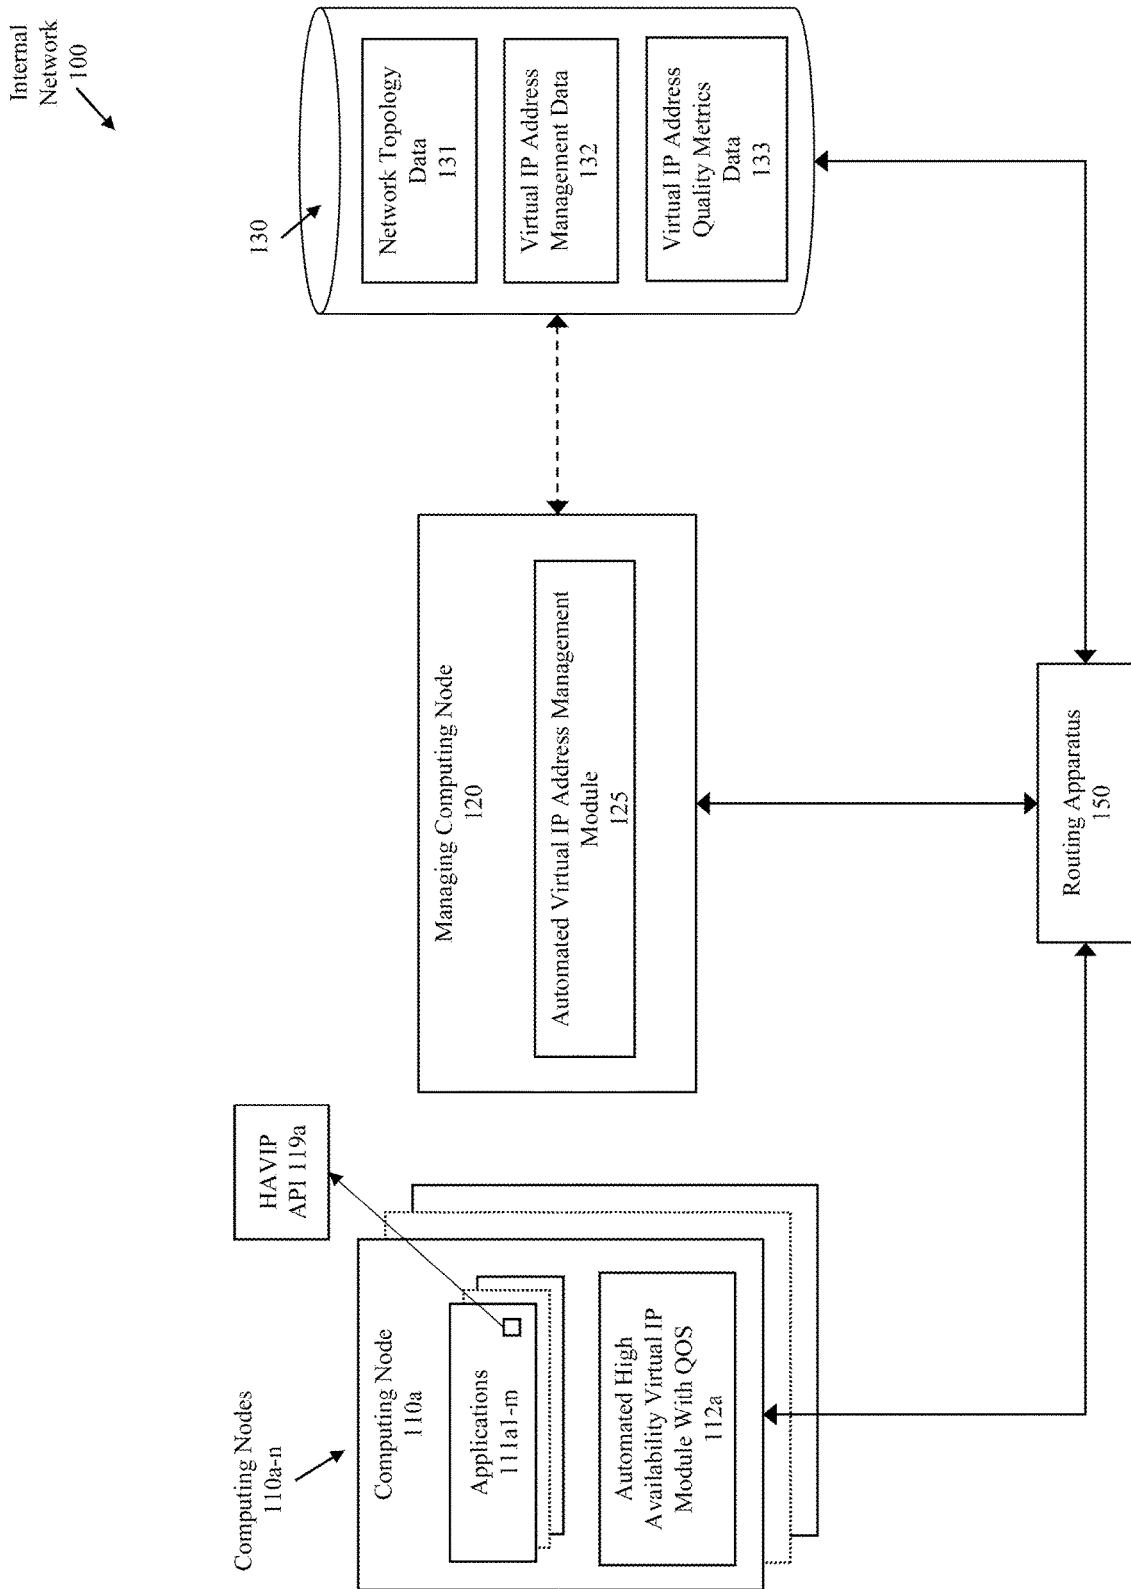 Internal
Network
100
Computing Nodes
110a-n
Computing Node
110a
Applications
111a1-m
HAVIP
API 119a
Automated High
Availability Virtual IP
Module With QOS
112a
Managing Computing Node
120
Automated Virtual IP Address Management
Module
125
130
Network Topology
Data
131
Virtual IP Address
Management Data
132
Virtual IP Address
Quality Metrics
Data
133
Routing Apparatus
150